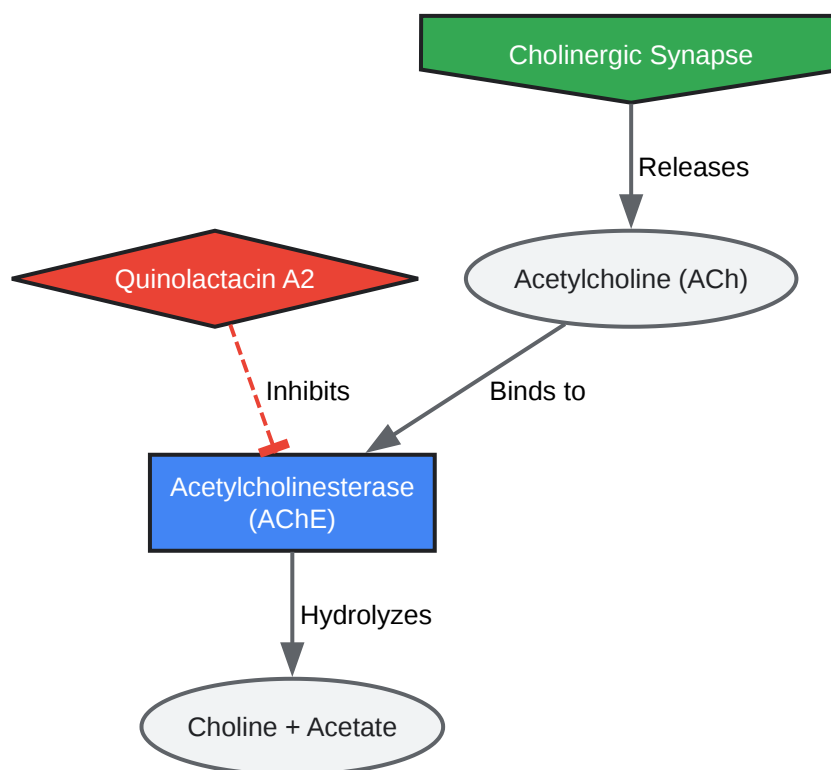 Cholinergic Synapse
Releases
Quinolactacin A2
Acetylcholine (ACh)
Inhibits
Binds to
Acetylcholinesterase
(AChE)
Hydrolyzes
Choline + Acetate